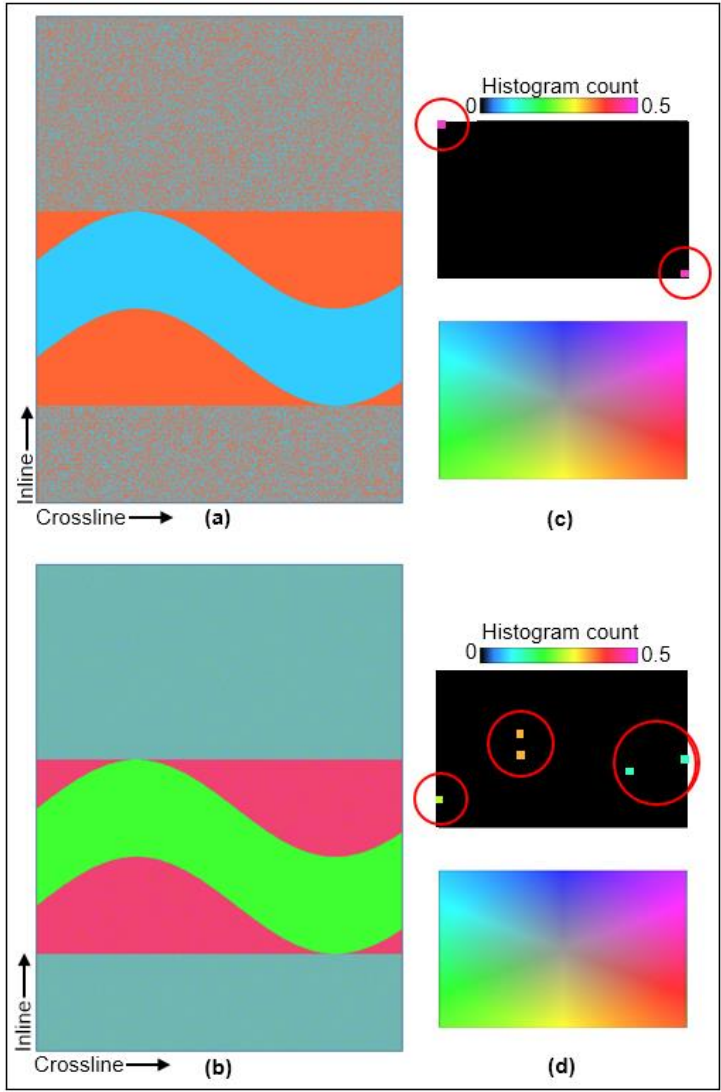 Histogram count
0 0.5
Inline
Crossline
(a)
(c)
Histogram count
0 0.5
Inline
Crossline
(b)
(d)